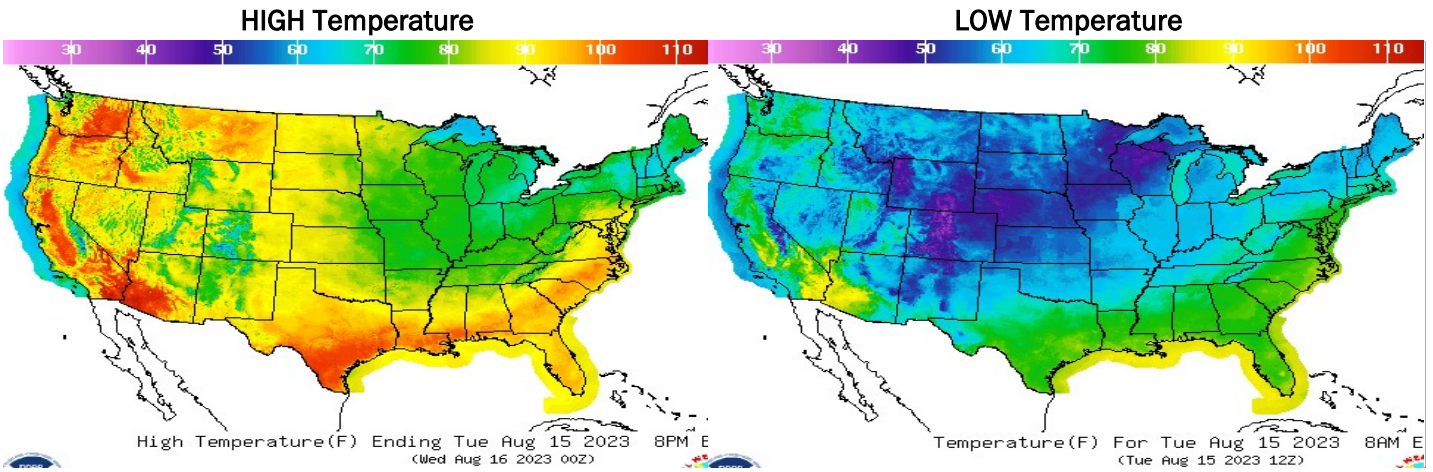 HIGH Temperature
LOW Temperature
30 40 50 60 70 80 90 100 110
30 40 50 60 70 80 90 100 110
High Temperature(F) Ending Tue Aug 15 2023 8PM E
(Wed Aug 16 2023 00Z)
Temperature(F) For Tue Aug 15 2023 8AM E
(Tue Aug 15 2023 12Z)